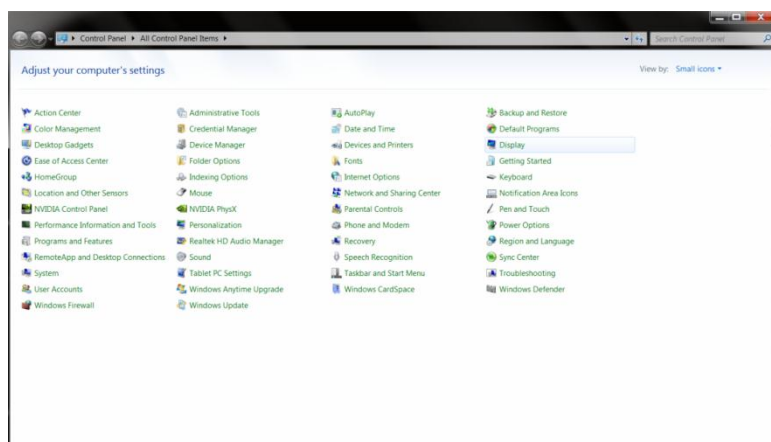 Control Panel ▸ All Control Panel Items ▸ Search Control Panel
Adjust your computer's settings View by: Small icons
Action Center Administrative Tools AutoPlay Backup and Restore
Color Management Credential Manager Date and Time Default Programs
Desktop Gadgets Device Manager Devices and Printers Display
Ease of Access Center Folder Options Fonts Getting Started
HomeGroup Indexing Options Internet Options Keyboard
Location and Other Sensors Mouse Network and Sharing Center Notification Area Icons
NVIDIA Control Panel NVIDIA PhysX Parental Controls Pen and Touch
Performance Information and Tools Personalization Phone and Modem Power Options
Programs and Features Realtek HD Audio Manager Recovery Region and Language
RemoteApp and Desktop Connections Sound Speech Recognition Sync Center
System Tablet PC Settings Taskbar and Start Menu Troubleshooting
User Accounts Windows Anytime Upgrade Windows CardSpace Windows Defender
Windows Firewall Windows Update